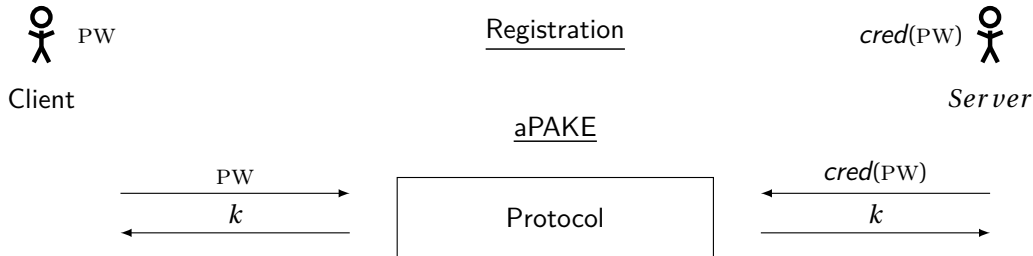 PW Registration cred(PW)
Client Server
aPAKE
PW cred(PW)
k Protocol k